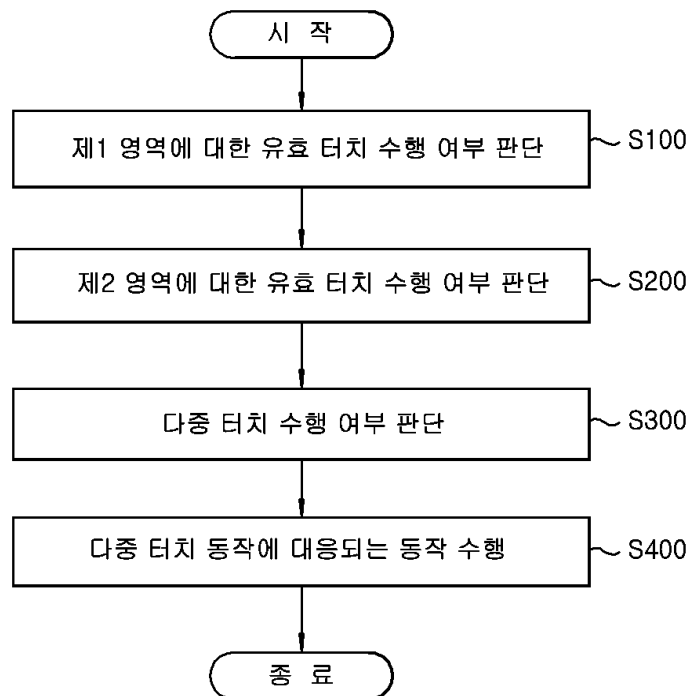 시 작
제1 영역에 대한 유효 터치 수행 여부 판단
S100
제2 영역에 대한 유효 터치 수행 여부 판단
S200
다중 터치 수행 여부 판단
S300
다중 터치 동작에 대응되는 동작 수행
S400
종 료